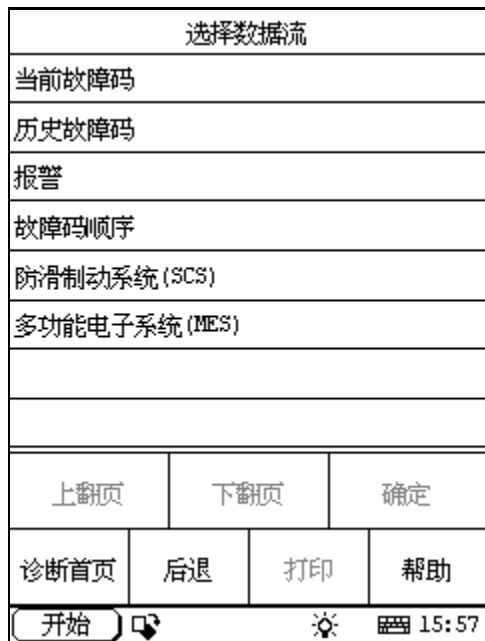 选择数据流
当前故障码
历史故障码
报警
故障码顺序
防滑制动系统(SCS)
多功能电子系统(MES)
上翻页 下翻页 确定
诊断首页 后退 打印 帮助
开始 15:57